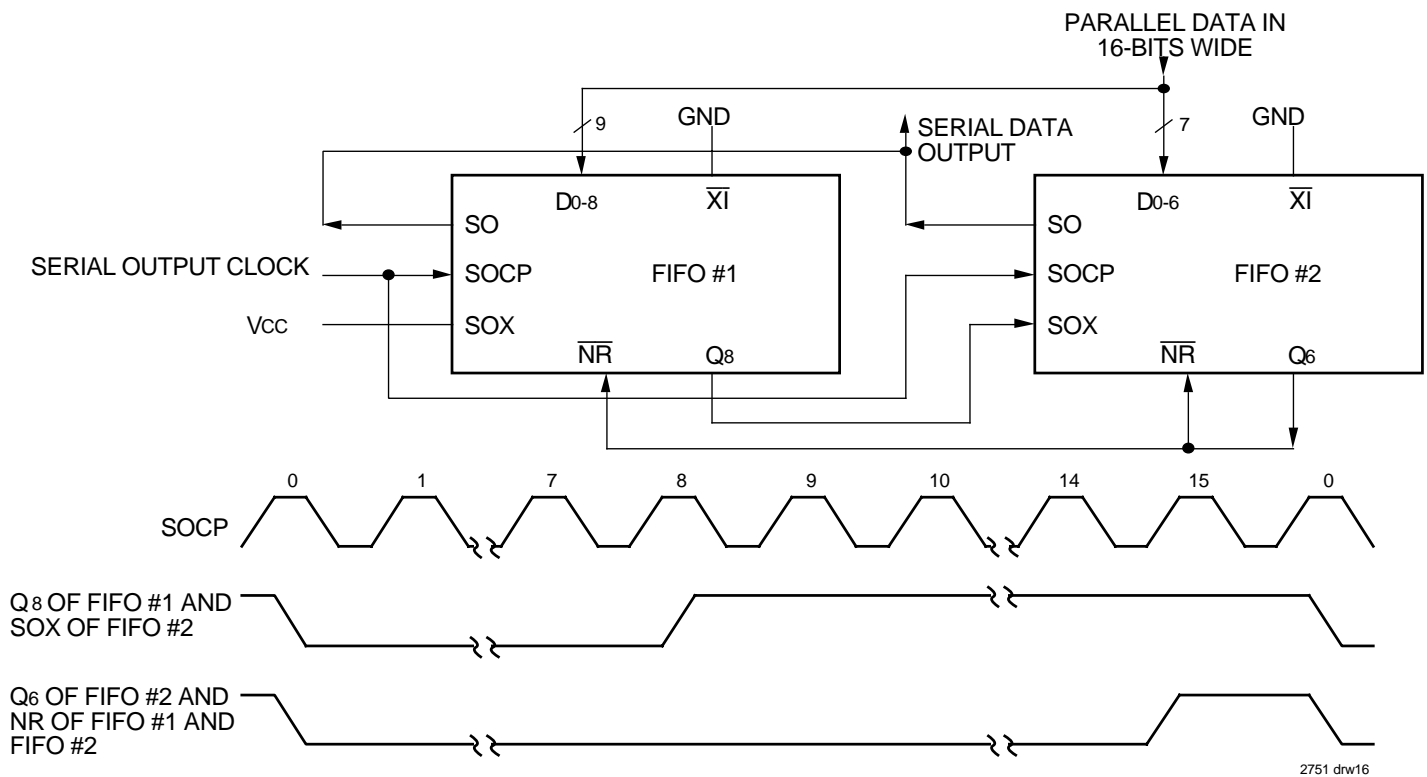 PARALLEL DATA IN
16-BITS WIDE
9
GND
SERIAL DATA
OUTPUT
7
GND
D0-8
XI
D0-6
XI
SO
SO
SERIAL OUTPUT CLOCK
SOCP
FIFO #1
SOCP
FIFO #2
VCC
SOX
SOX
NR
Q8
NR
Q6
0
1
7
8
9
10
14
15
0
SOCP
Q8 OF FIFO #1 AND
SOX OF FIFO #2
Q6 OF FIFO #2 AND
NR OF FIFO #1 AND
FIFO #2
2751 drw16